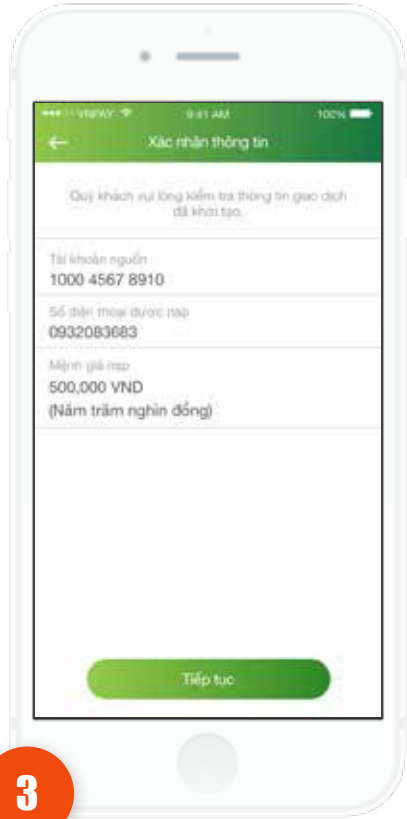 9:41 AM 100%
Xác nhận thông tin
Quý khách vui lòng kiểm tra thông tin giao dịch
đã khởi tạo.
Tài khoản nguồn
1000 4567 8910
Số điện thoại được nạp
0932083683
Mệnh giá nạp
500,000 VND
(Năm trăm nghìn đồng)
Tiếp tục
3